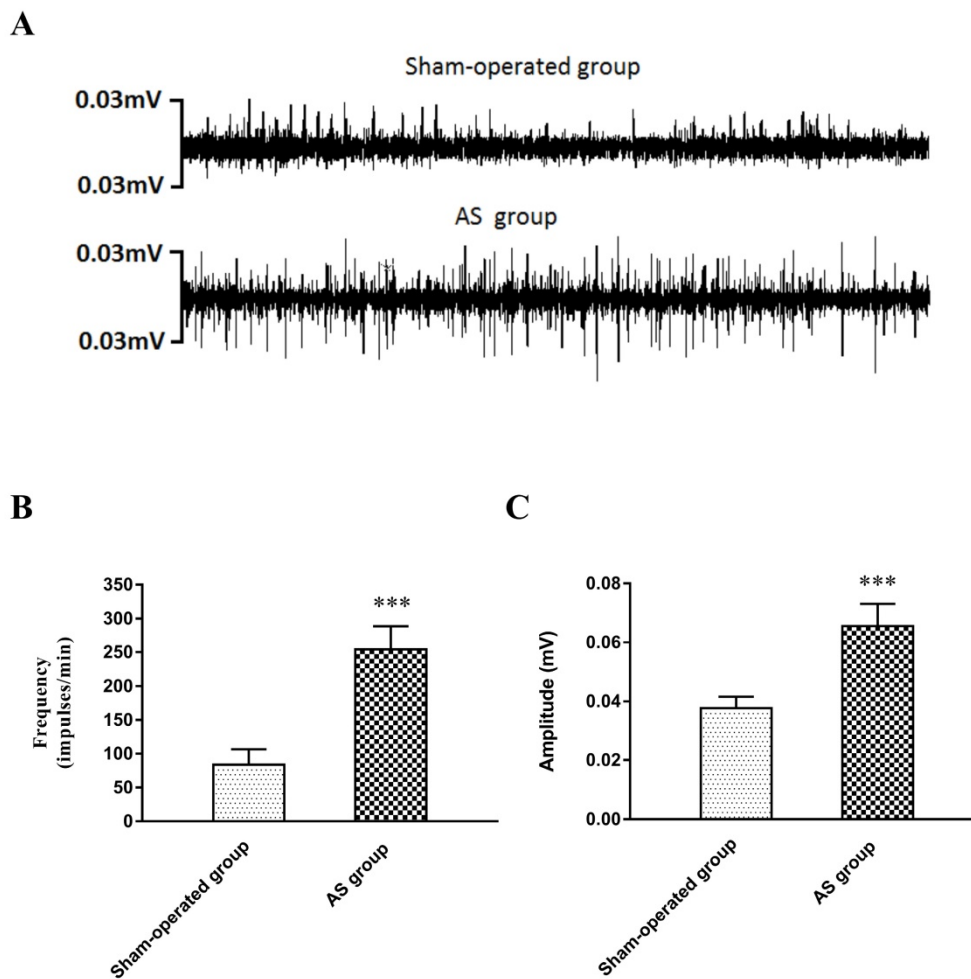 A
Sham-operated group
0.03mV
0.03mV
AS group
0.03mV
0.03mV
B
Frequency
(impulses/min)
350
300
250
200
150
100
50
0
***
Sham-operated group
AS group
C
Amplitude (mV)
0.08
0.06
0.04
0.02
0.00
***
Sham-operated group
AS group